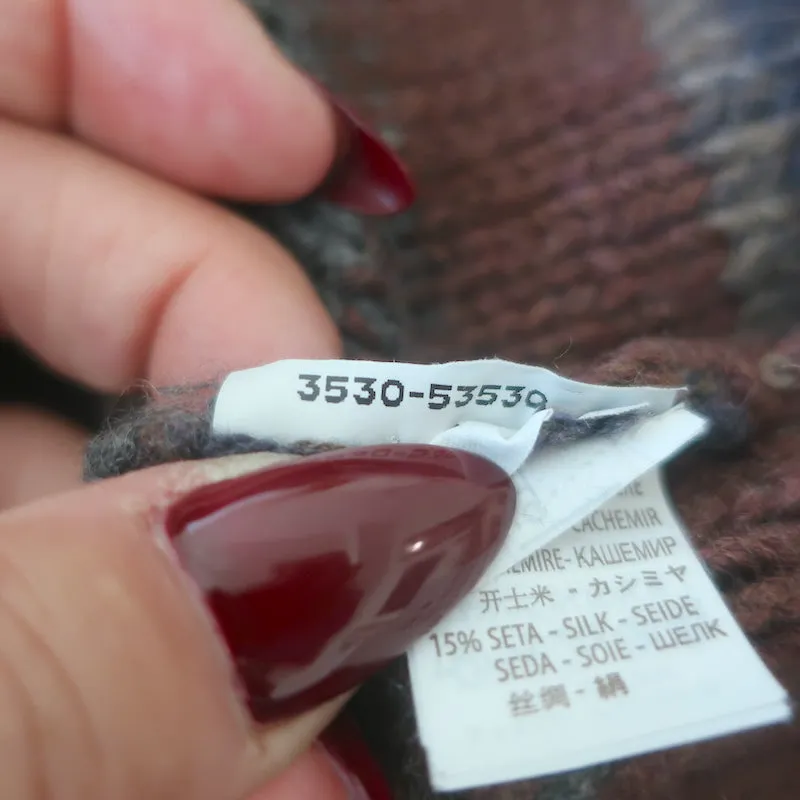 3530-53539
CACHEMIR
КАШЕМИР
开士米 - カシミヤ
15% SETA - SILK - SEIDE
SEDA - SOIE - ШЕЛК
丝绸 - 絹